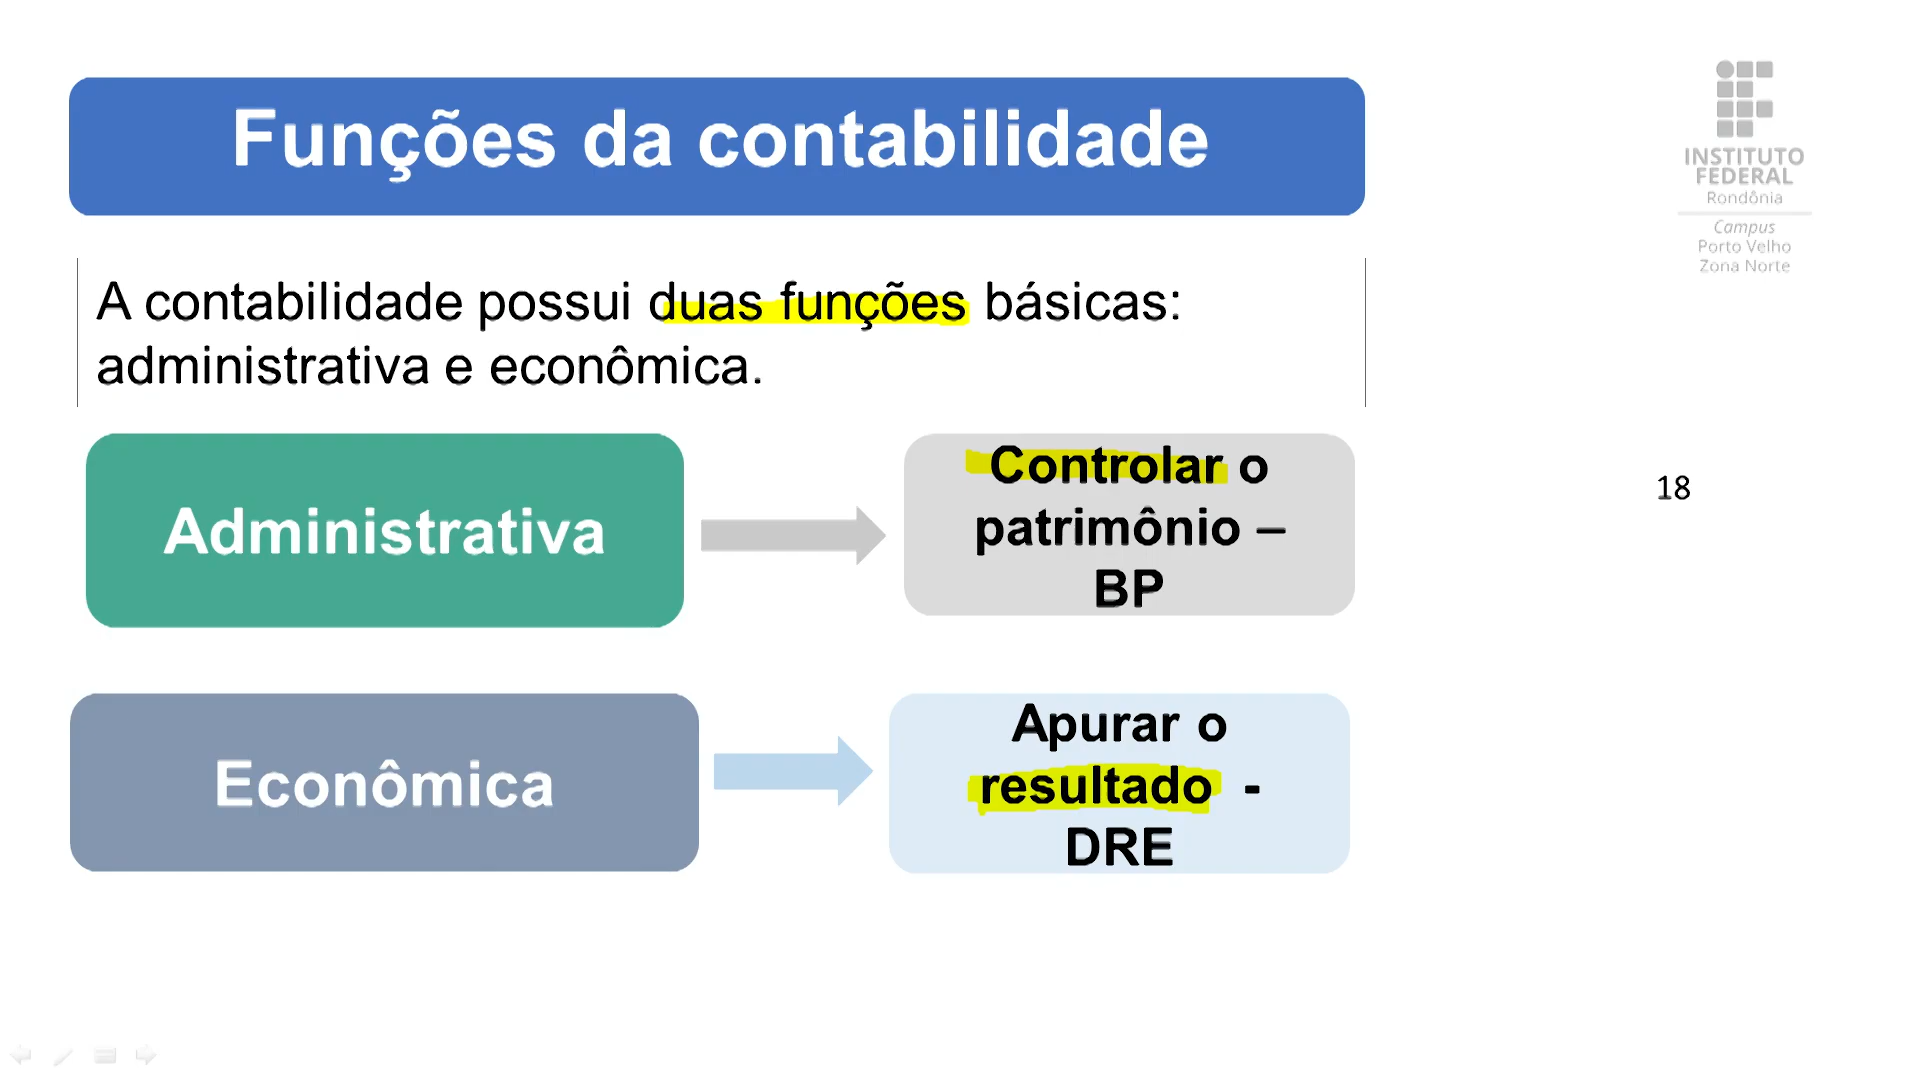 Funções da contabilidade
INSTITUTO
FEDERAL
Rondônia
Campus
Porto Velho
Zona Norte
A contabilidade possui duas funções básicas:
administrativa e econômica.
Administrativa
Controlar o
patrimônio –
BP
18
Econômica
Apurar o
resultado -
DRE